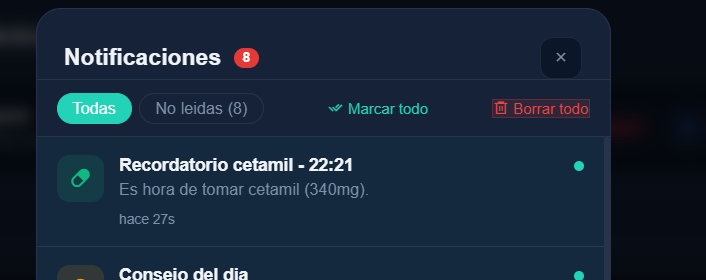 Notificaciones 8
Todas No leidas (8) Marcar todo Borrar todo
Recordatorio cetamil - 22:21
Es hora de tomar cetamil (340mg).
hace 27s
Consejo del dia